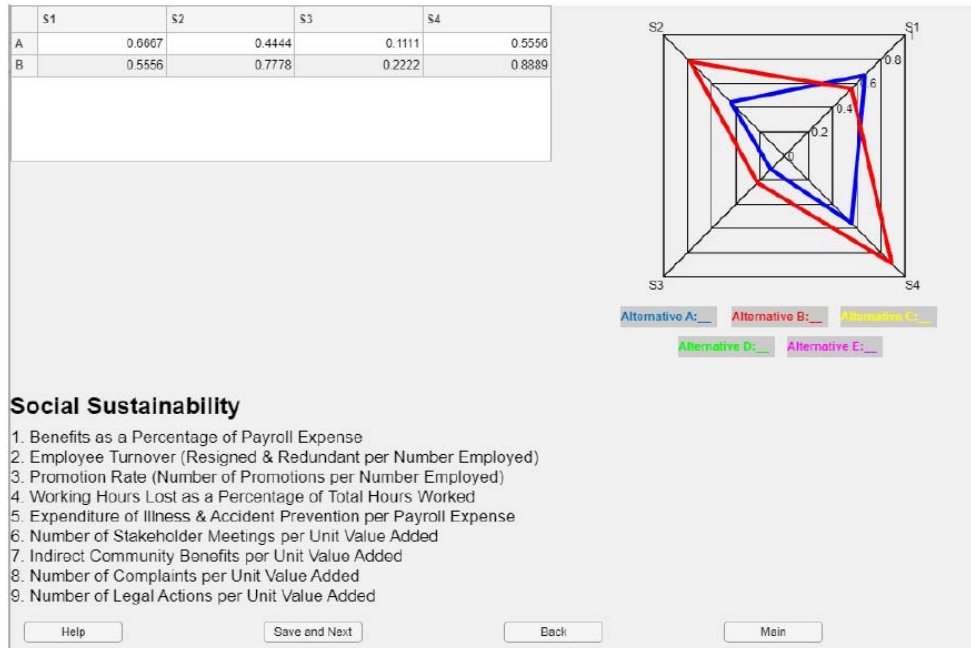 S1 S2 S3 S4
A 0.6667 0.4444 0.1111 0.5556
B 0.5556 0.7778 0.2222 0.8889
S2 S1
0.8
6
0.4
0.2
0
S3 S4
Alternative A:__ Alternative B:__ Alternative C:__
Alternative D:__ Alternative E:__
Social Sustainability
1. Benefits as a Percentage of Payroll Expense
2. Employee Turnover (Resigned & Redundant per Number Employed)
3. Promotion Rate (Number of Promotions per Number Employed)
4. Working Hours Lost as a Percentage of Total Hours Worked
5. Expenditure of Illness & Accident Prevention per Payroll Expense
6. Number of Stakeholder Meetings per Unit Value Added
7. Indirect Community Benefits per Unit Value Added
8. Number of Complaints per Unit Value Added
9. Number of Legal Actions per Unit Value Added
Help Save and Next Back Main